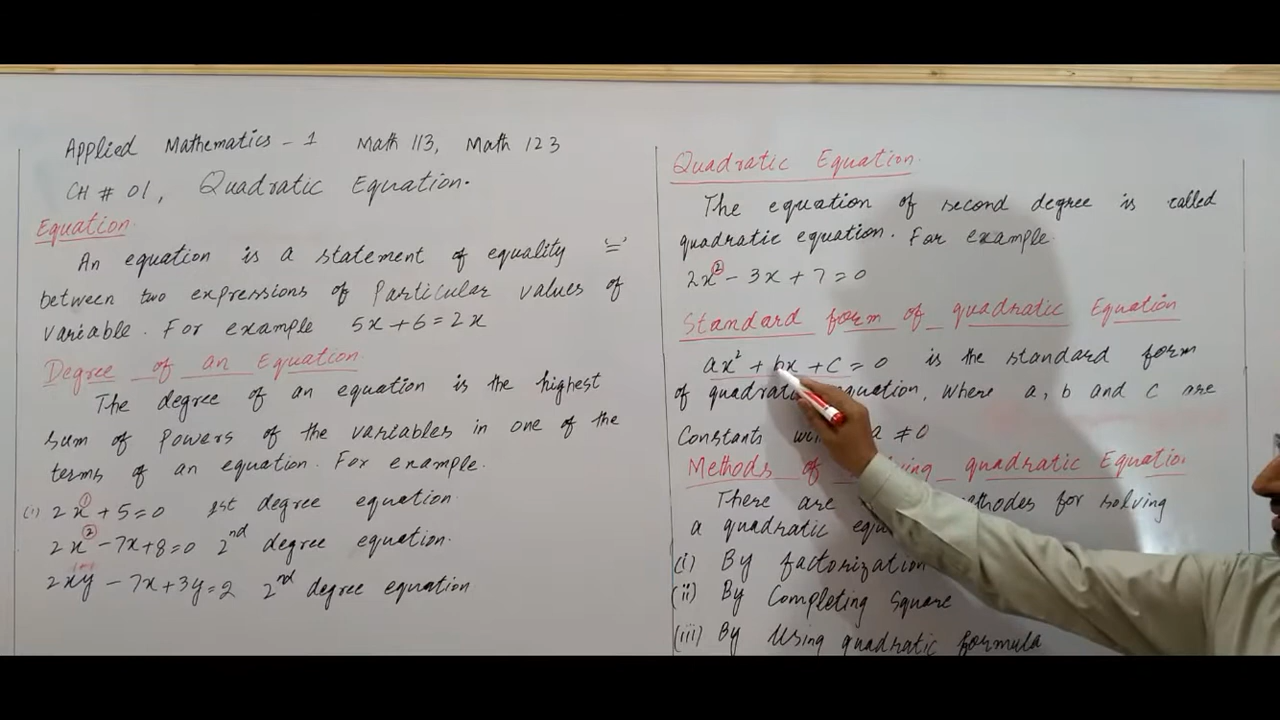 Applied Mathematics - 1 Math 113, Math 123
CH # 01, Quadratic Equation.
Equation.
An equation is a statement of equality "="
between two expressions of Particular values of
variable. For example 5x + 6 = 2x
Degree of an Equation.
The degree of an equation is the highest
sum of Powers of the variables in one of the
terms of an equation. For example.
(i) 2x¹ + 5 = 0 1st degree equation.
2x² - 7x + 8 = 0 2nd degree equation.
1+1
2xy - 7x + 3y = 2 2nd degree equation
Quadratic Equation.
The equation of second degree is called
quadratic equation. For example.
2x² - 3x + 7 = 0
Standard form of quadratic Equation
ax² + bx + c = 0 is the standard form
of quadratic equation, where a, b and c are
Constants a ≠ 0
Methods of quadratic Equation.
There are for solving
a quadratic
(i) By factorization
(ii) By Completing Square
(iii) By Using quadratic formula